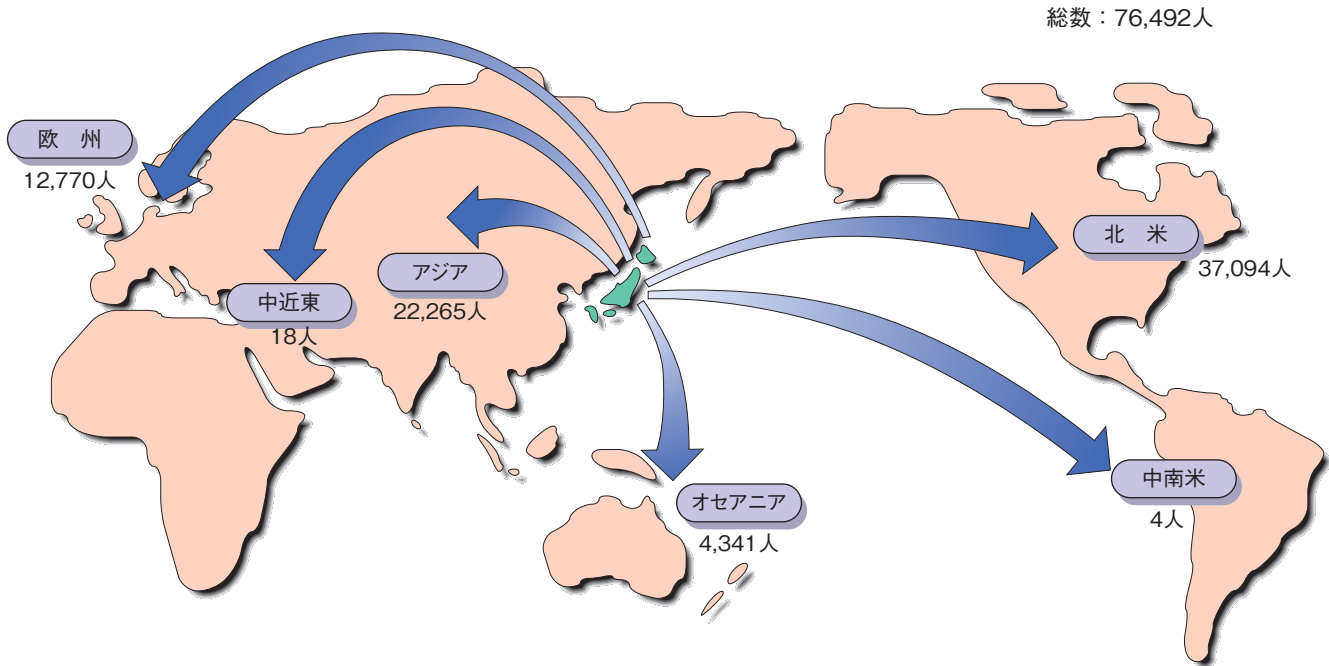 総数：76,492人
欧　州
12,770人
中近東
18人
アジア
22,265人
北　米
37,094人
オセアニア
4,341人
中南米
4人